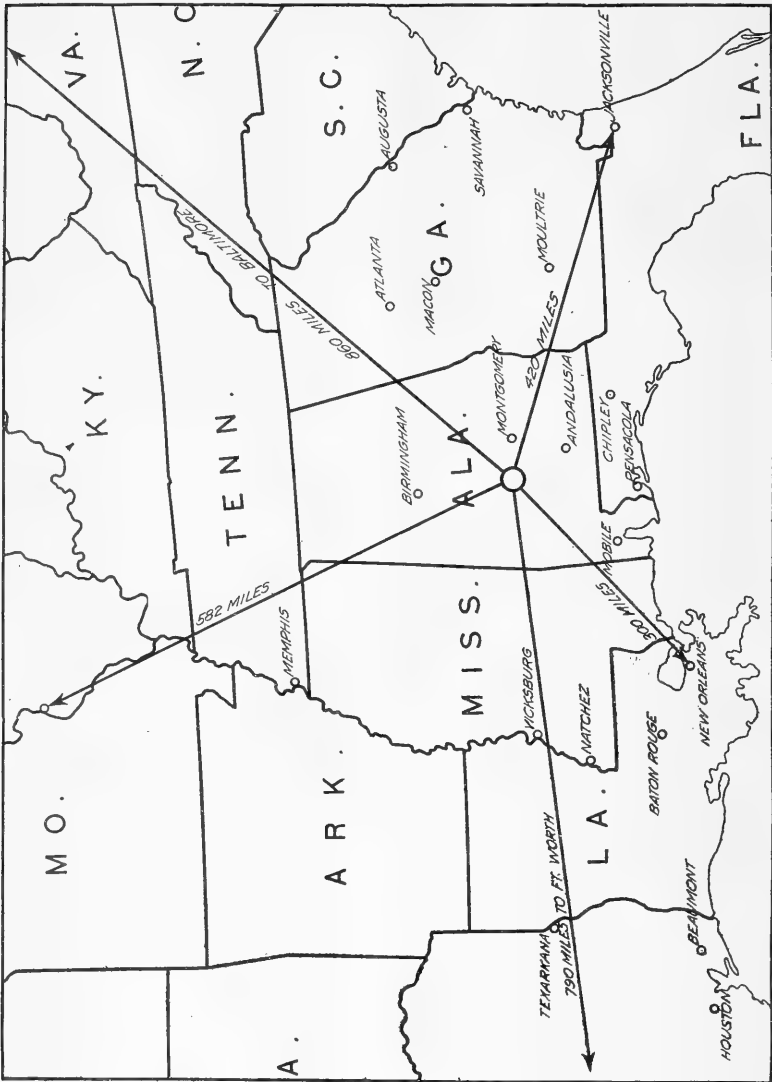 MO.
KY.
VA.
N.C
582 MILES
TENN.
860 MILES TO BALTIMORE
ARK.
MEMPHIS
S.C.
A.
BIRMINGHAM
ATLANTA
AUGUSTA
MACON
GA.
MISS.
ALA.
MONTGOMERY
SAVANNAH
VICKSBURG
420 MILES
MOULTRIE
TEXARKANA
790 MILES TO FT. WORTH
NATCHEZ
ANDALUSIA
LA.
MOBILE
CHIPLEY
JACKSONVILLE
PENSACOLA
300 MILES
BATON ROUGE
BEAUMONT
NEW ORLEANS
HOUSTON
FLA.